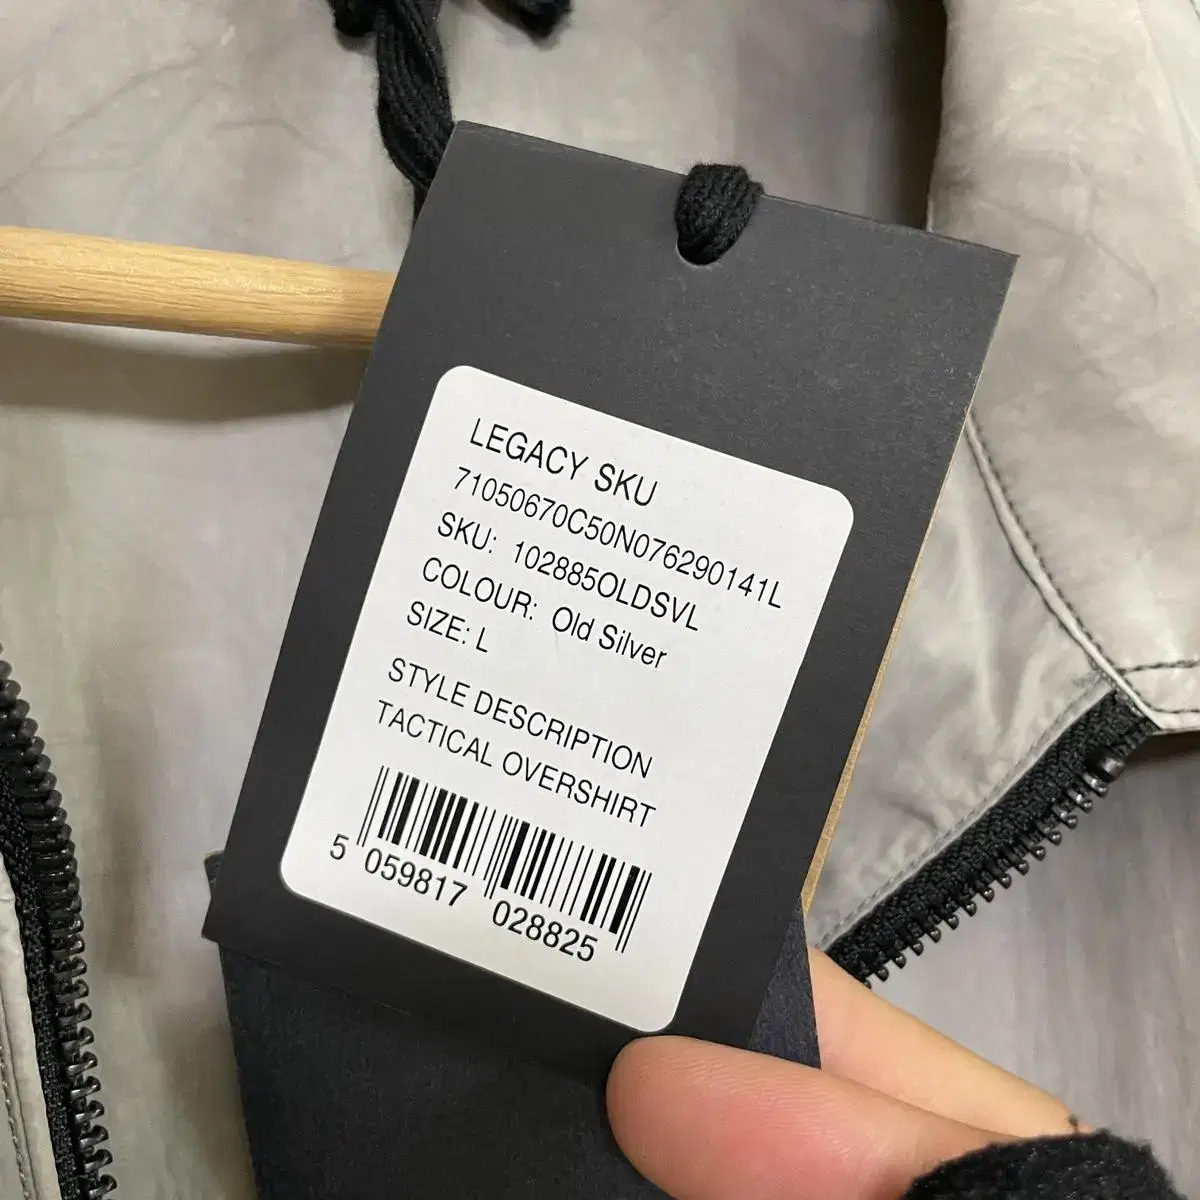 LEGACY SKU
71050670C50N076290141L
SKU: 102885OLDSVL
COLOUR: Old Silver
SIZE: L
STYLE DESCRIPTION
TACTICAL OVERSHIRT
5 059817 028825